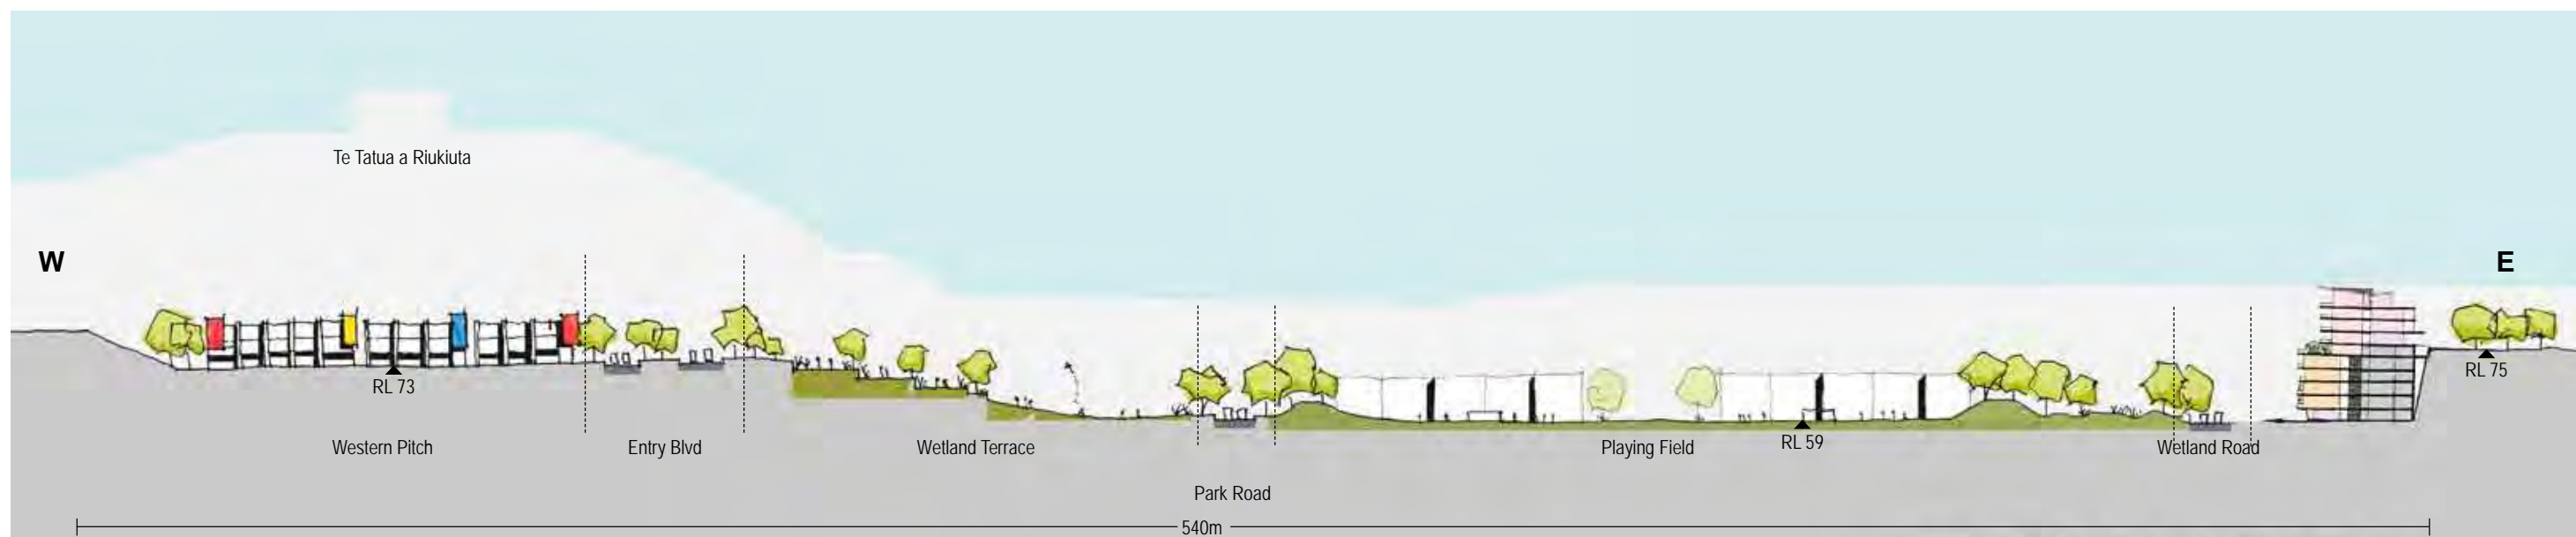 Te Tatua a Riukiuta
W
E
RL 73
RL 75
Western Pitch
Entry Blvd
Wetland Terrace
Playing Field
RL 59
Wetland Road
Park Road
540m